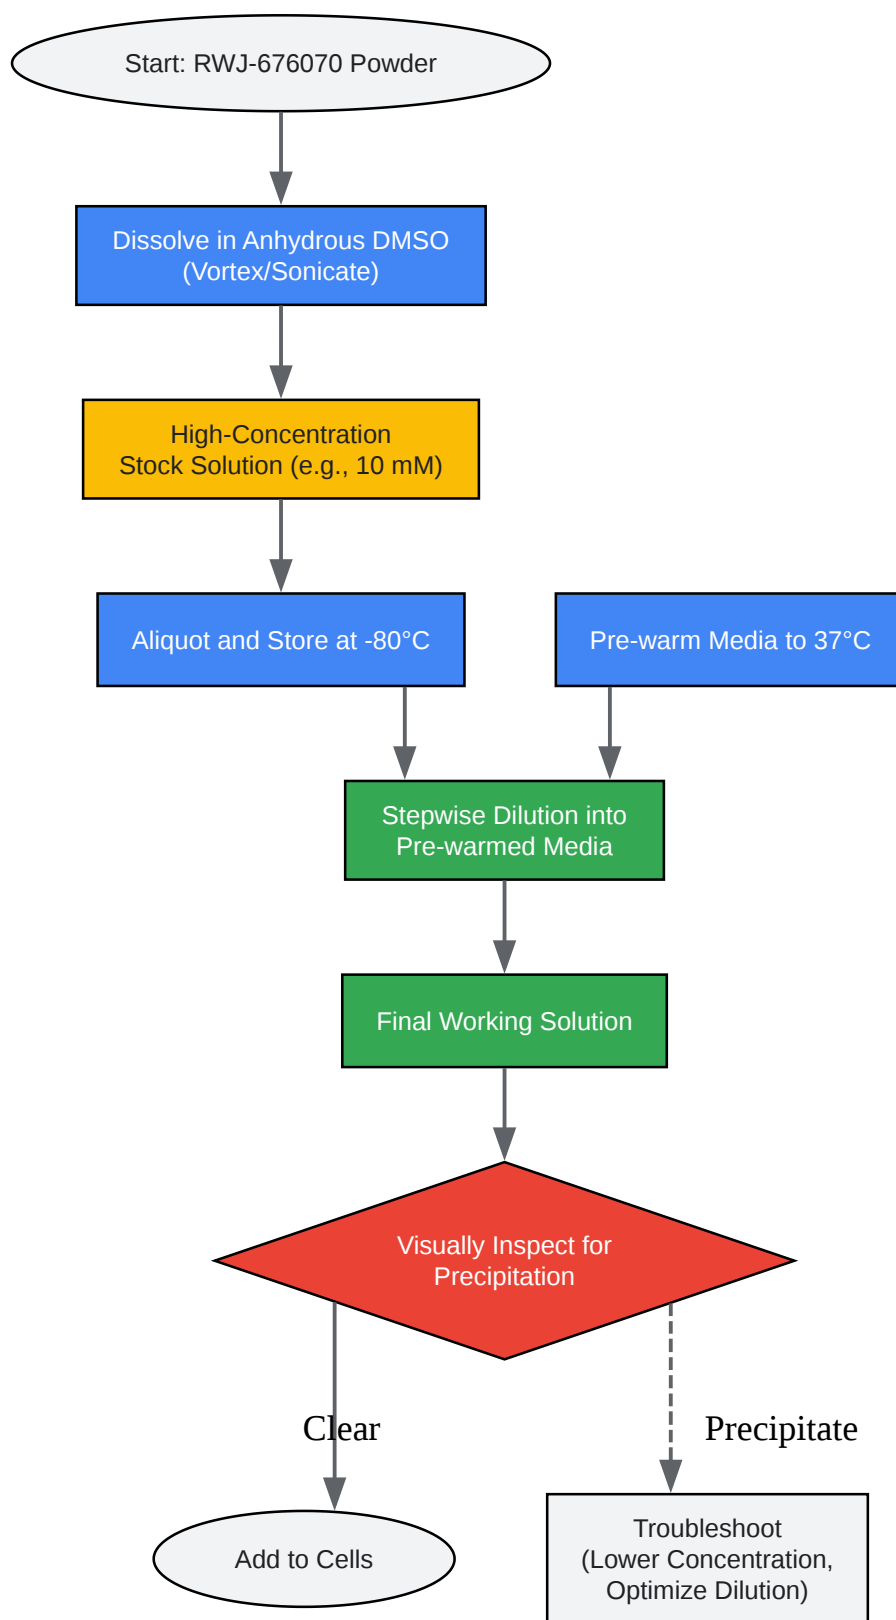 Start: RWJ-676070 Powder
Dissolve in Anhydrous DMSO
(Vortex/Sonicate)
High-Concentration
Stock Solution (e.g., 10 mM)
Aliquot and Store at -80°C
Pre-warm Media to 37°C
Stepwise Dilution into
Pre-warmed Media
Final Working Solution
Visually Inspect for
Precipitation
Clear
Precipitate
Add to Cells
Troubleshoot
(Lower Concentration,
Optimize Dilution)